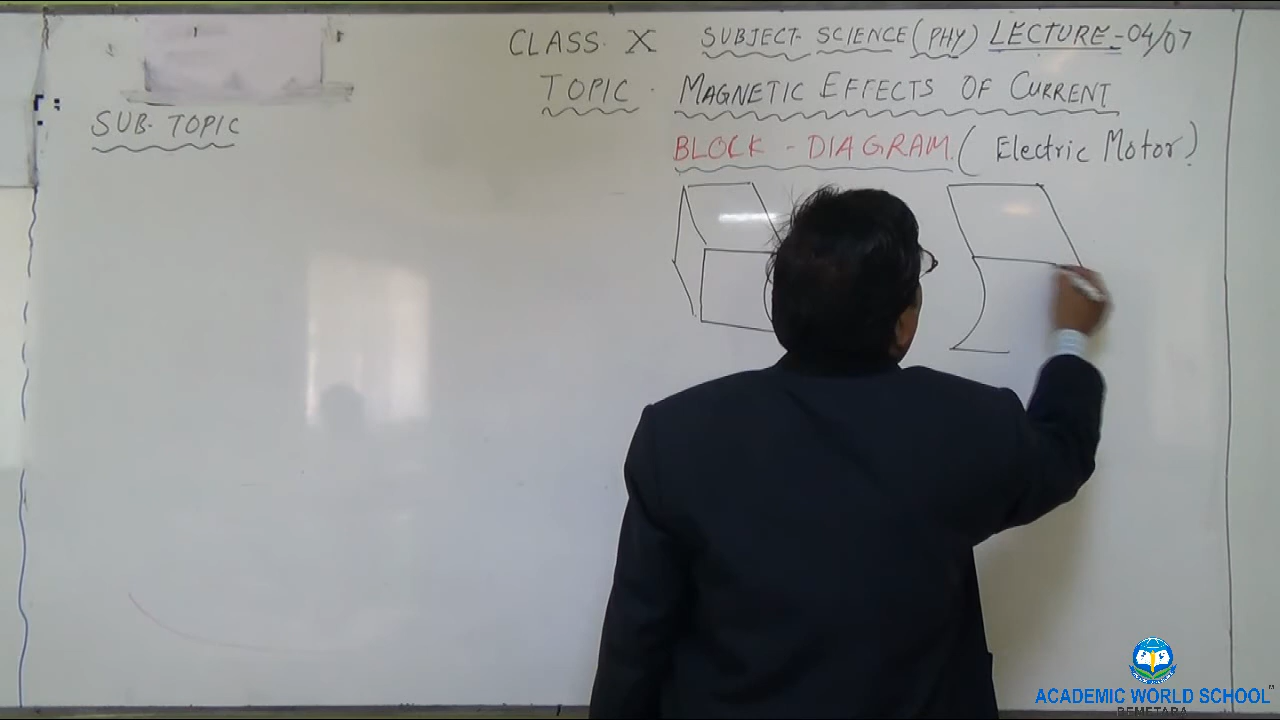 CLASS. X SUBJECT- SCIENCE (PHY) LECTURE-04/07
TOPIC. MAGNETIC EFFECTS OF CURRENT
SUB. TOPIC
BLOCK - DIAGRAM. ( Electric Motor)
ACADEMIC WORLD SCHOOL
BEMETARA